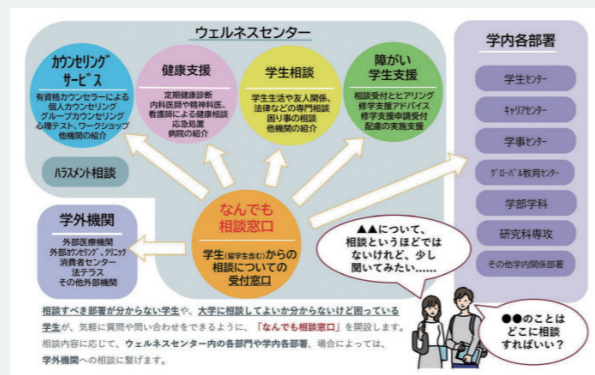 ウェルネスセンター
カウンセリング
サービス
有資格カウンセラーによる
個人カウンセリング
グループカウンセリング
心理テスト、ワークショップ
他機関の紹介
健康支援
定期健康診断
内科医師や精神科医、
看護師による健康相談
応急処置
病院の紹介
学生相談
学生生活や友人関係、
法律などの専門相談
困り事の相談
他機関の紹介
障がい
学生支援
相談受付とヒアリング
修学支援アドバイス
修学支援申請受付
配慮の実施支援
ハラスメント相談
学内各部署
学生センター
キャリアセンター
学事センター
グローバル教育センター
学部学科
研究科専攻
その他学内関係部署
学外機関
外部医療機関
外部カウンセリング、クリニック
消費者センター
法テラス
その他外部機関
なんでも
相談窓口
学生(留学生含む)からの
相談についての
受付窓口
▲▲について、
相談というほどでは
ないけれど、少し
聞いてみたい……
●●のことは
どこに相談
すればいい？
相談すべき部署が分からない学生や、大学に相談してよいか分からないけど困っている
学生が、気軽に質問や問い合わせをできるように、「なんでも相談窓口」を開設します。
相談内容に応じて、ウェルネスセンター内の各部門や学内各部署、場合によっては、
学外機関への相談に繋げます。